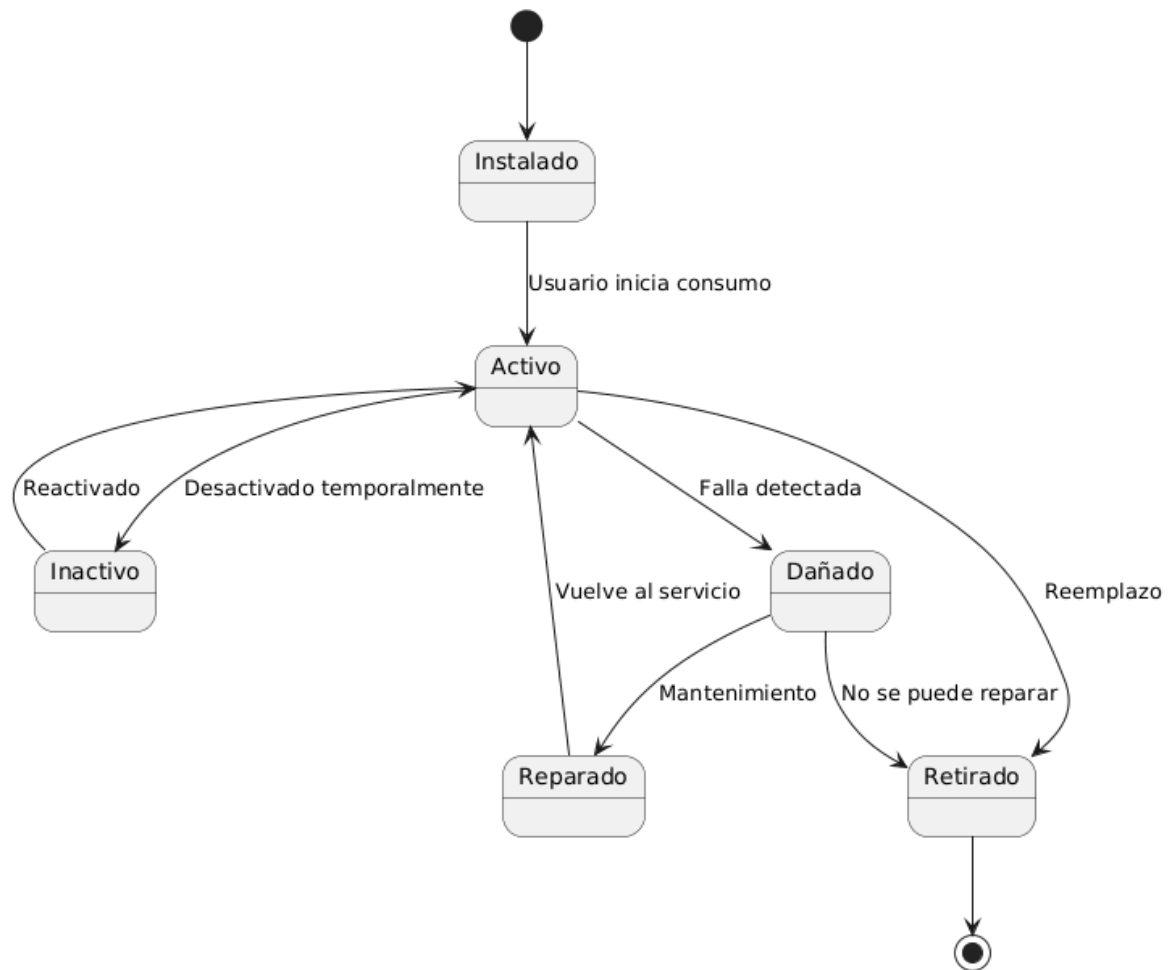 Instalado
Usuario inicia consumo
Activo
Reactivado
Desactivado temporalmente
Falla detectada
Inactivo
Vuelve al servicio
Dañado
Reemplazo
Mantenimiento
No se puede reparar
Reparado
Retirado